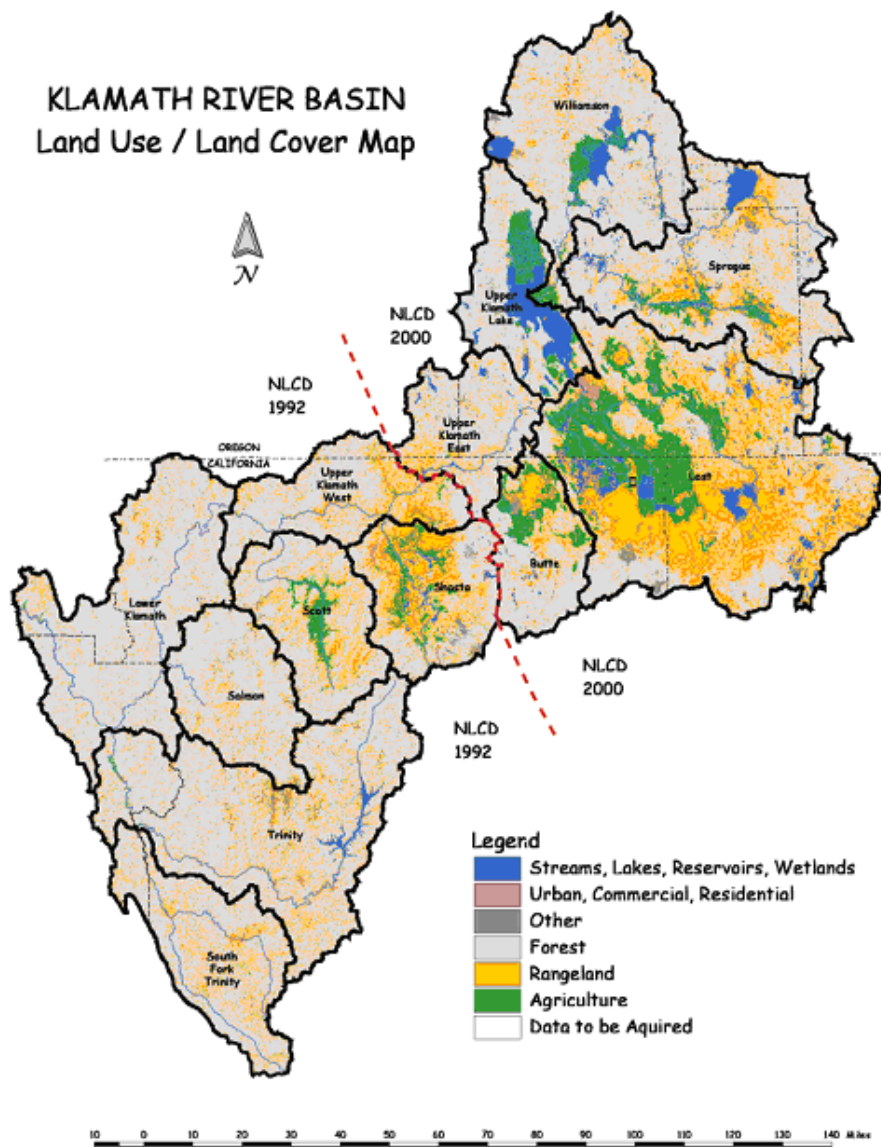 KLAMATH RIVER BASIN
Land Use / Land Cover Map
N
Williamson
Sprague
Upper
Klamath
Lake
NLCD
2000
NLCD
1992
Upper
Klamath
East
OREGON
CALIFORNIA
Upper
Klamath
West
Lost
Butte
Shasta
Scott
Lower
Klamath
Salmon
NLCD
2000
NLCD
1992
Trinity
South
Fork
Trinity
Legend
Streams, Lakes, Reservoirs, Wetlands
Urban, Commercial, Residential
Other
Forest
Rangeland
Agriculture
Data to be Aquired
10 0 10 20 30 40 50 60 70 80 90 100 110 120 130 140 Miles